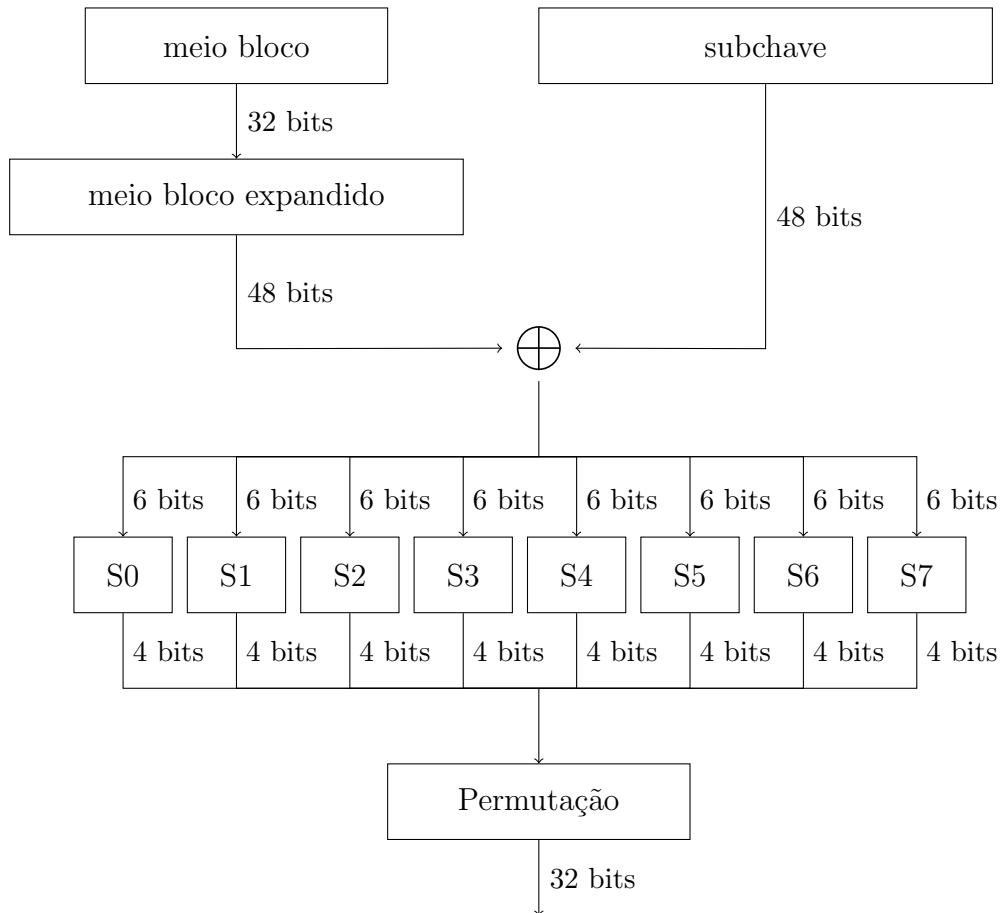 meio bloco
subchave
32 bits
meio bloco expandido
48 bits
48 bits
6 bits 6 bits 6 bits 6 bits 6 bits 6 bits 6 bits 6 bits
S0 S1 S2 S3 S4 S5 S6 S7
4 bits 4 bits 4 bits 4 bits 4 bits 4 bits 4 bits 4 bits
Permutação
32 bits